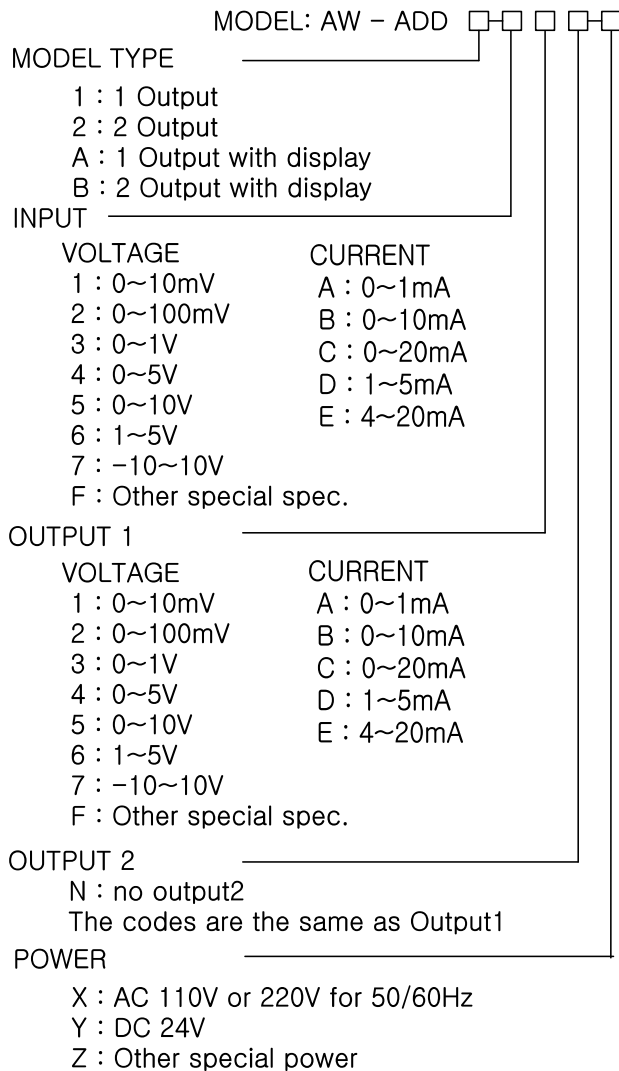 MODEL: AW - ADD □-□ □ □-□
MODEL TYPE
1 : 1 Output
2 : 2 Output
A : 1 Output with display
B : 2 Output with display
INPUT
VOLTAGE
1 : 0~10mV
2 : 0~100mV
3 : 0~1V
4 : 0~5V
5 : 0~10V
6 : 1~5V
7 : -10~10V
F : Other special spec.
CURRENT
A : 0~1mA
B : 0~10mA
C : 0~20mA
D : 1~5mA
E : 4~20mA
OUTPUT 1
VOLTAGE
1 : 0~10mV
2 : 0~100mV
3 : 0~1V
4 : 0~5V
5 : 0~10V
6 : 1~5V
7 : -10~10V
F : Other special spec.
CURRENT
A : 0~1mA
B : 0~10mA
C : 0~20mA
D : 1~5mA
E : 4~20mA
OUTPUT 2
N : no output2
The codes are the same as Output1
POWER
X : AC 110V or 220V for 50/60Hz
Y : DC 24V
Z : Other special power